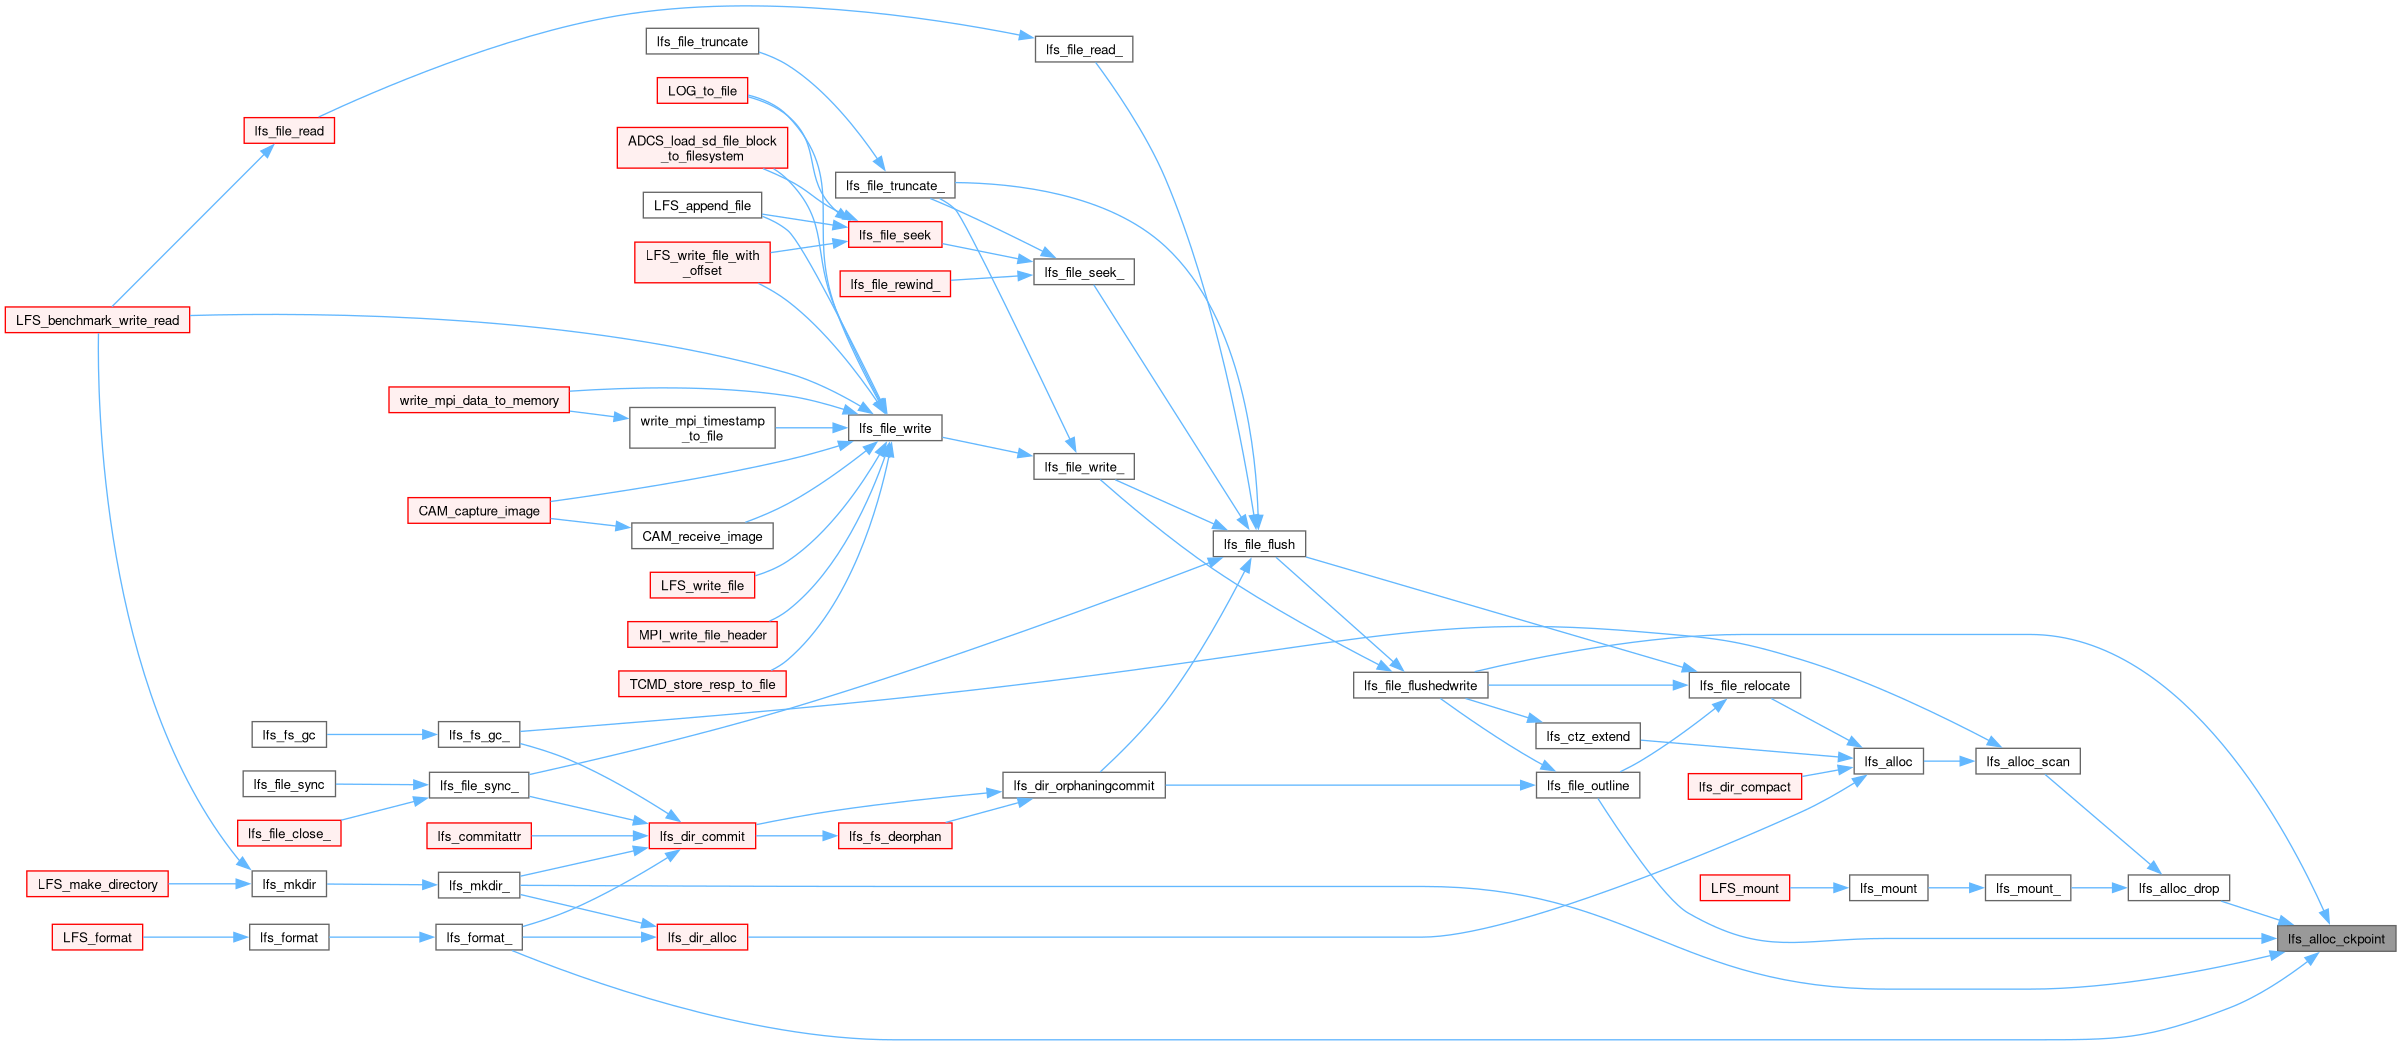 lfs_file_truncate
lfs_file_read_
LOG_to_file
lfs_file_read
ADCS_load_sd_file_block
_to_filesystem
lfs_file_truncate_
LFS_append_file
lfs_file_seek
LFS_write_file_with
_offset
lfs_file_seek_
lfs_file_rewind_
LFS_benchmark_write_read
write_mpi_data_to_memory
write_mpi_timestamp
_to_file
lfs_file_write
lfs_file_write_
CAM_capture_image
CAM_receive_image
lfs_file_flush
LFS_write_file
MPI_write_file_header
TCMD_store_resp_to_file
lfs_file_flushedwrite
lfs_file_relocate
lfs_fs_gc
lfs_fs_gc_
lfs_ctz_extend
lfs_alloc
lfs_alloc_scan
lfs_file_sync
lfs_file_sync_
lfs_dir_orphaningcommit
lfs_file_outline
lfs_dir_compact
lfs_file_close_
lfs_commitattr
lfs_dir_commit
lfs_fs_deorphan
LFS_make_directory
lfs_mkdir
lfs_mkdir_
LFS_mount
lfs_mount
lfs_mount_
lfs_alloc_drop
LFS_format
lfs_format
lfs_format_
lfs_dir_alloc
lfs_alloc_ckpoint